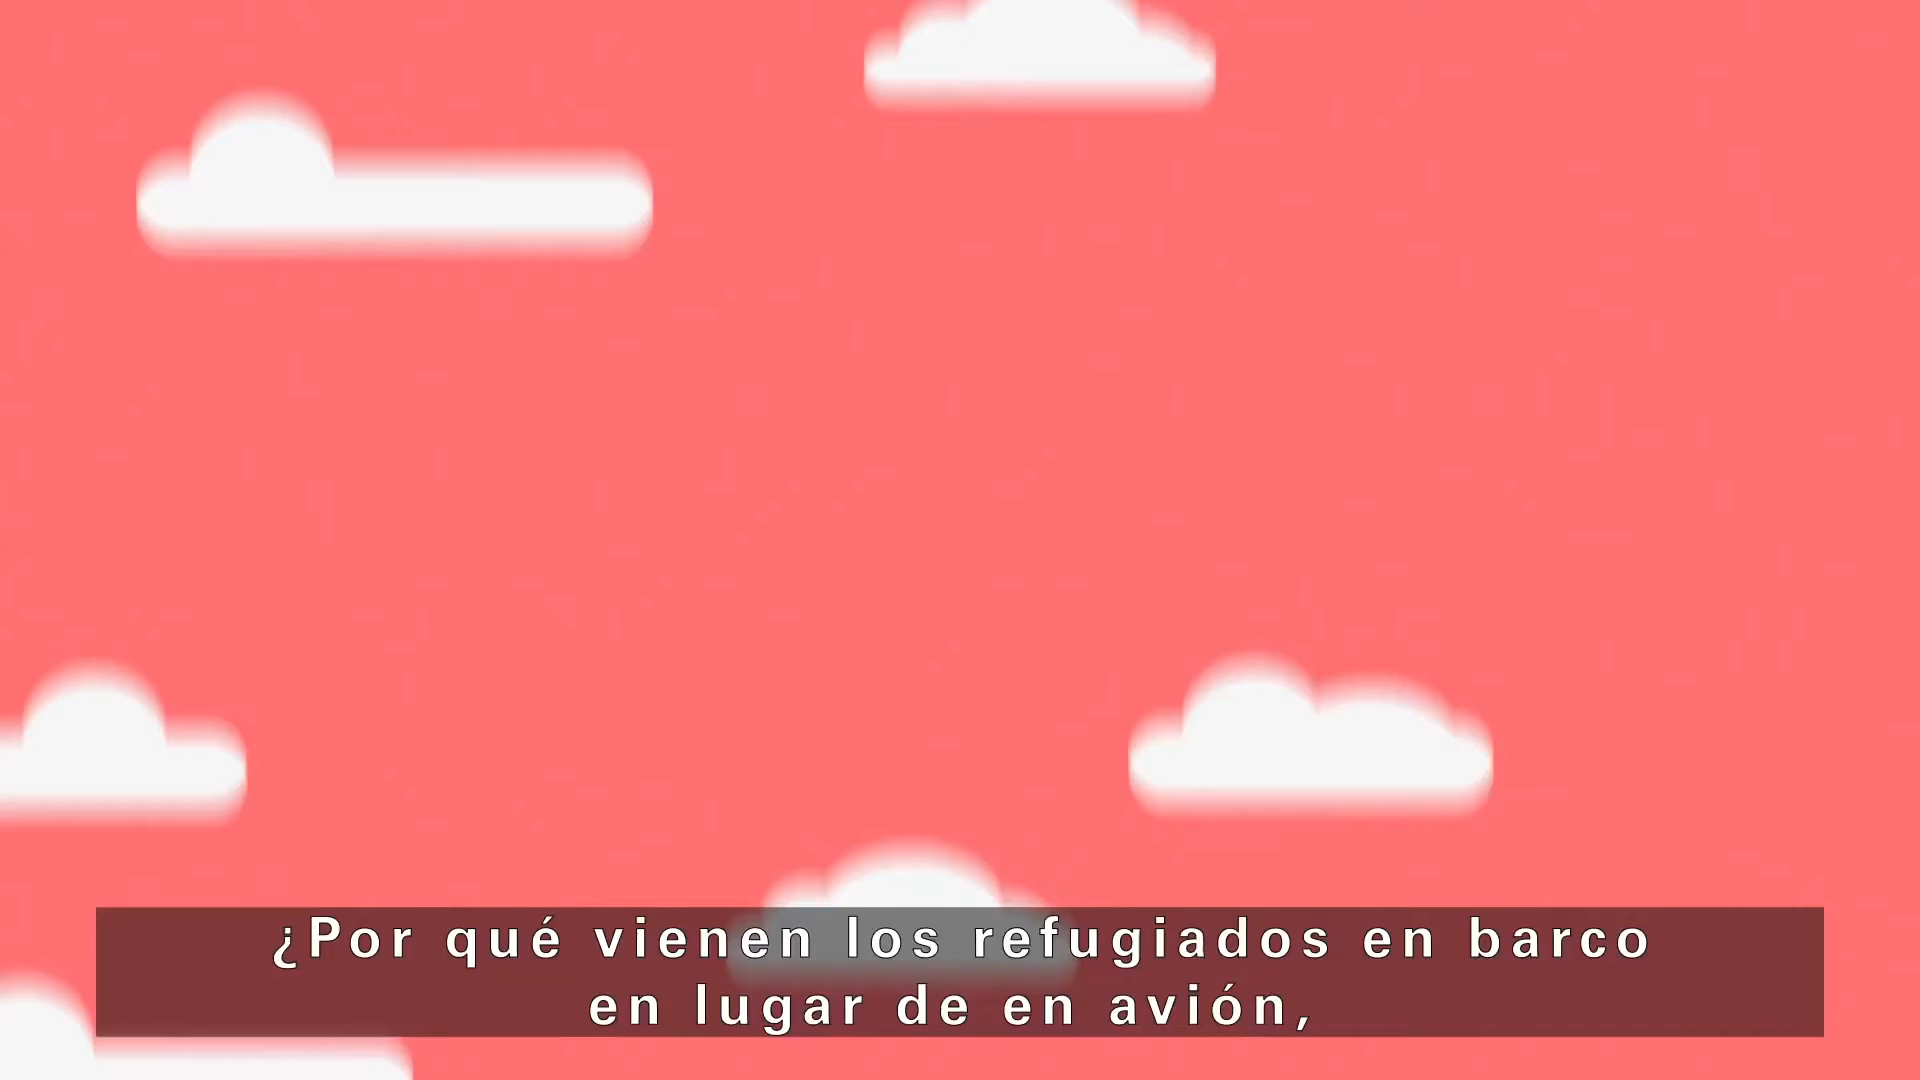 ¿Por qué vienen los refugiados en barco
en lugar de en avión,